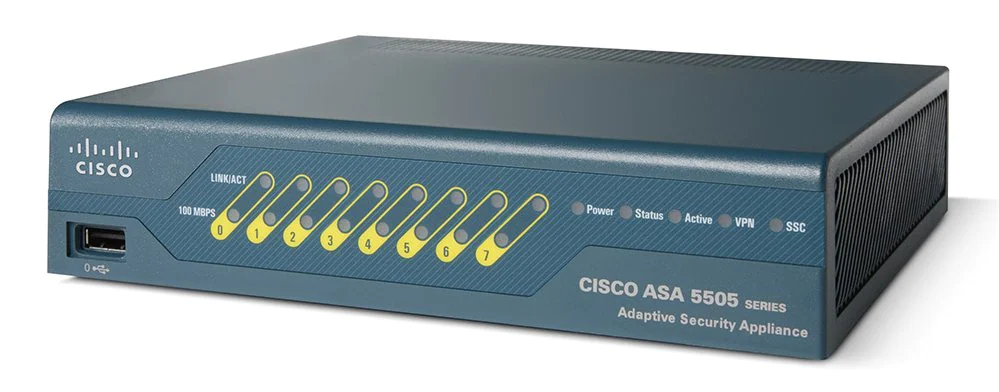 CISCO
LINK/ACT
100 MBPS
0 1 2 3 4 5 6 7
Power Status Active VPN SSC
0
CISCO ASA 5505 SERIES
Adaptive Security Appliance